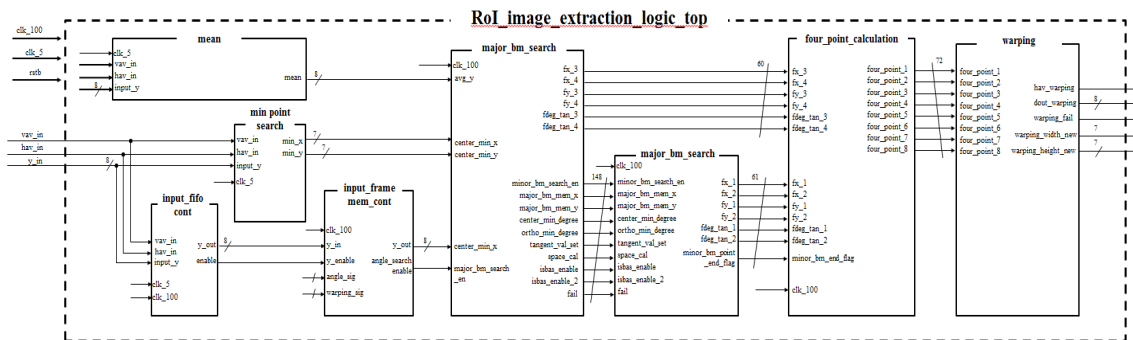 RoI_image_extraction_logic_top
clk_100
clk_5
rstb
vav_in
hav_in
y_in
8
mean
clk_5
vav_in
hav_in
input_y
8
mean
8
min point
search
vav_in
hav_in
input_y
clk_5
min_x
min_y
7
7
input_fifo
cont
vav_in
hav_in
input_y
clk_5
clk_100
y_out
enable
8
input_frame
mem_cont
clk_100
y_in
y_enable
angle_sig
warping_sig
y_out
angle_search
enable
8
major_bm_search
clk_100
avg_y
center_min_x
center_min_y
center_min_x
major_bm_search
_en
fx_3
fx_4
fy_3
fy_4
fdeg_tan_3
fdeg_tan_4
60
minor_bm_search_en
major_bm_mem_x
major_bm_mem_y
center_min_degree
ortho_min_degree
tangent_val_set
space_cal
isbas_enable
isbas_enable_2
fail
148
major_bm_search
clk_100
minor_bm_search_en
major_bm_mem_x
major_bm_mem_y
center_min_degree
ortho_min_degree
tangent_val_set
space_cal
isbas_enable
isbas_enable_2
fail
fx_1
fx_2
fy_1
fy_2
fdeg_tan_1
fdeg_tan_2
minor_bm_point
_end_flag
61
four_point_calculation
fx_3
fx_4
fy_3
fy_4
fdeg_tan_3
fdeg_tan_4
fx_1
fx_2
fy_1
fy_2
fdeg_tan_1
fdeg_tan_2
minor_bm_end_flag
clk_100
four_point_1
four_point_2
four_point_3
four_point_4
four_point_5
four_point_6
four_point_7
four_point_8
72
warping
four_point_1
four_point_2
four_point_3
four_point_4
four_point_5
four_point_6
four_point_7
four_point_8
hav_warping
dout_warping
warping_fail
warping_width_new
warping_height_new
8
7
7